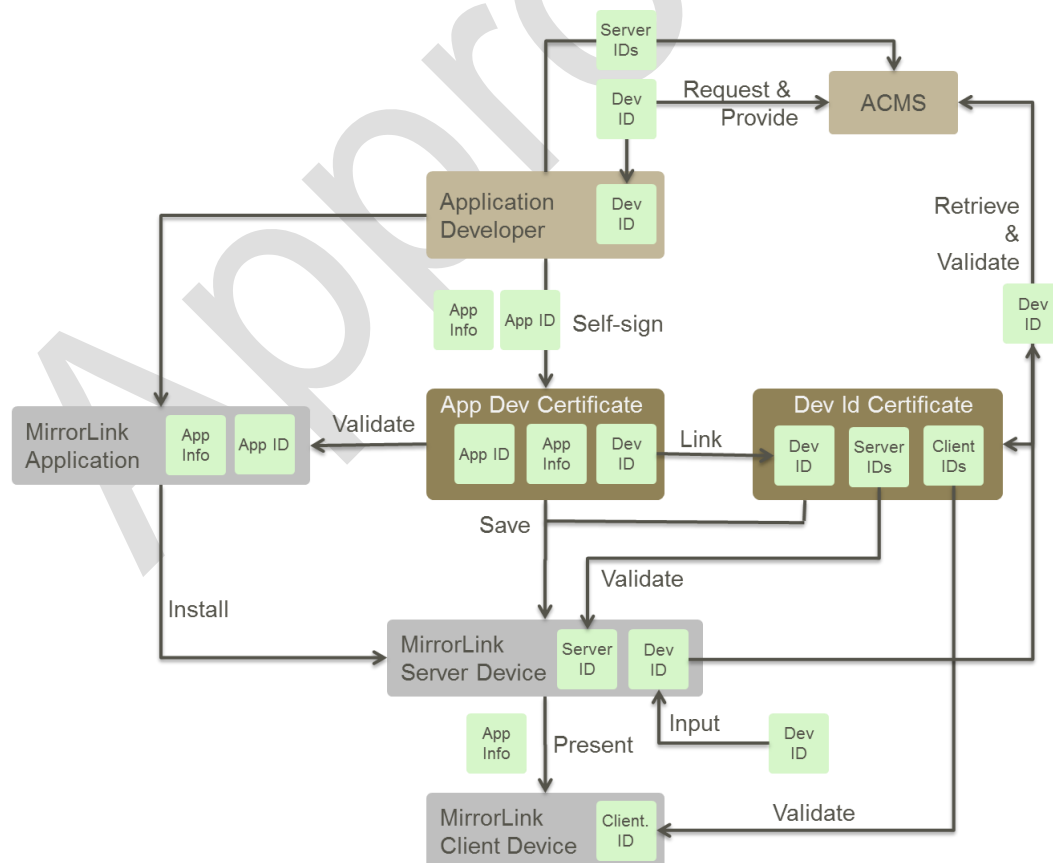 Appro
Server
IDs
Dev
ID
Request &
Provide
ACMS
Application
Developer
Dev
ID
Retrieve
&
Validate
App
Info
App ID
Self-sign
Dev
ID
MirrorLink
Application
App
Info
App ID
Validate
App Dev Certificate
App ID
App
Info
Dev
ID
Link
Dev Id Certificate
Dev
ID
Server
IDs
Client
IDs
Save
Validate
Install
MirrorLink
Server Device
Server
ID
Dev
ID
App
Info
Present
Input
Dev
ID
MirrorLink
Client Device
Client.
ID
Validate